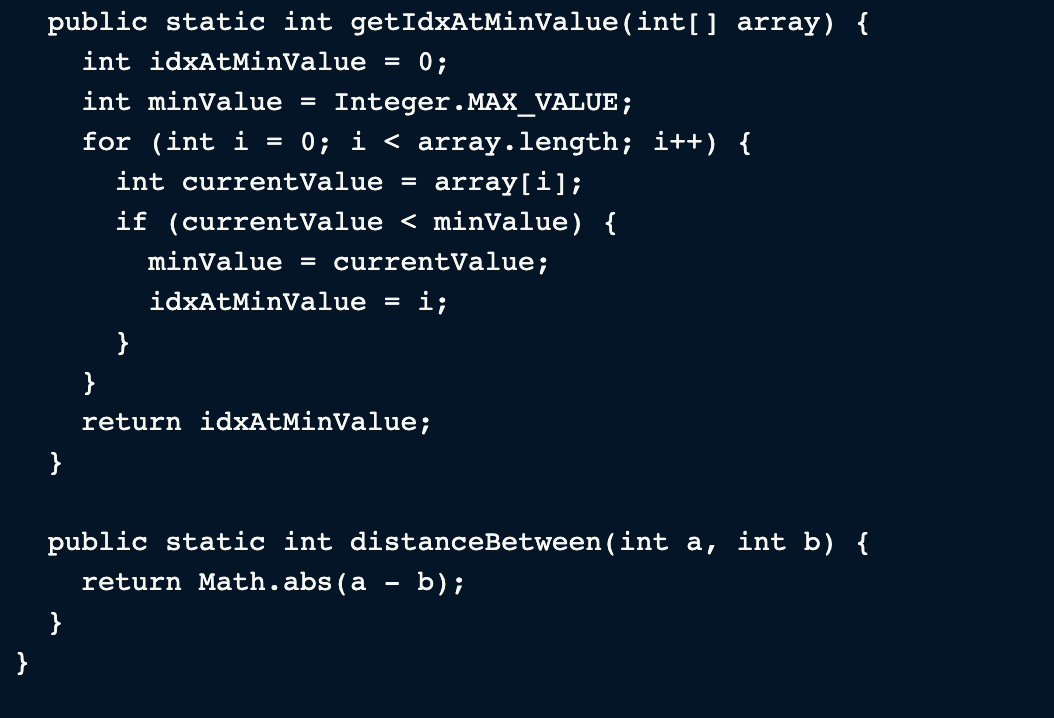 public static int getIdxAtMinValue(int[] array) {
int idxAtMinValue = 0;
int minValue = Integer.MAX_VALUE;
for (int i = 0; i < array.length; i++) {
int currentValue = array[i];
if (currentValue < minValue) {
minValue = currentValue;
idxAtMinValue = i;
}
}
return idxAtMinValue;
}
public static int distanceBetween(int a, int b) {
return Math.abs(a - b);
}
}